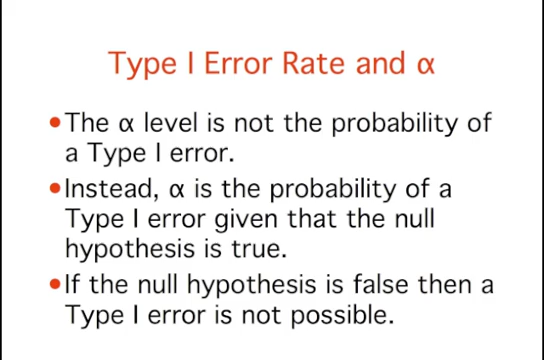 Type I Error Rate and α
•The α level is not the probability of
a Type I error.
•Instead, α is the probability of a
Type I error given that the null
hypothesis is true.
•If the null hypothesis is false then a
Type I error is not possible.